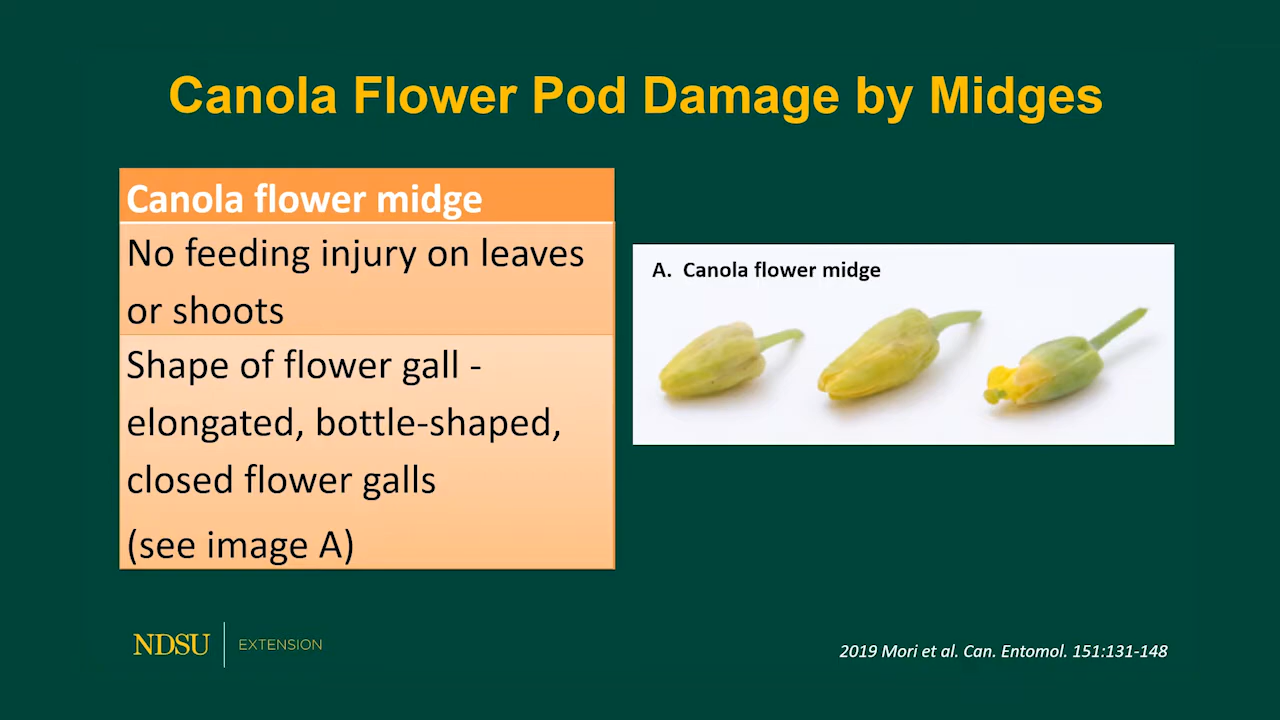 Canola Flower Pod Damage by Midges
Canola flower midge
No feeding injury on leaves
or shoots
Shape of flower gall -
elongated, bottle-shaped,
closed flower galls
(see image A)
A. Canola flower midge
NDSU EXTENSION
2019 Mori et al. Can. Entomol. 151:131-148